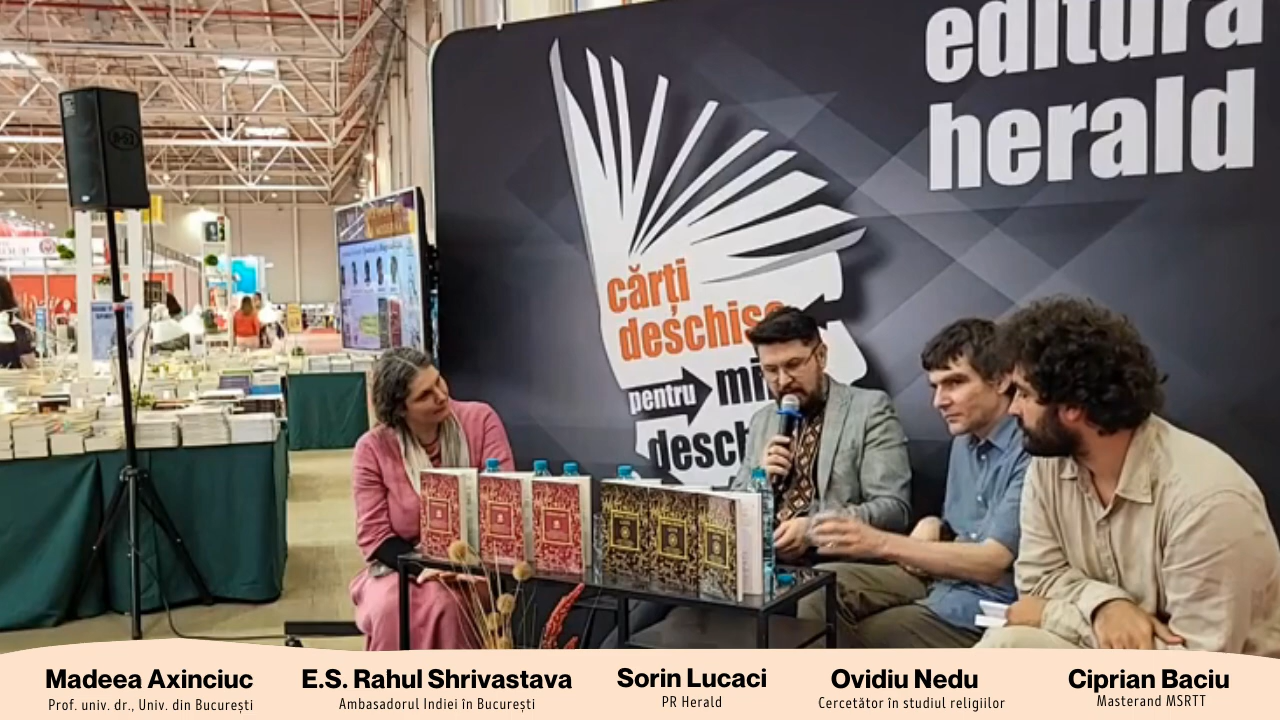 editura
herald
cărți
deschise
pentru
Madeea Axinciuc
Prof. univ. dr., Univ. din București
E.S. Rahul Shrivastava
Ambasadorul Indiei în București
Sorin Lucaci
PR Herald
Ovidiu Nedu
Cercetător în studiul religiilor
Ciprian Baciu
Masterand MSRTT